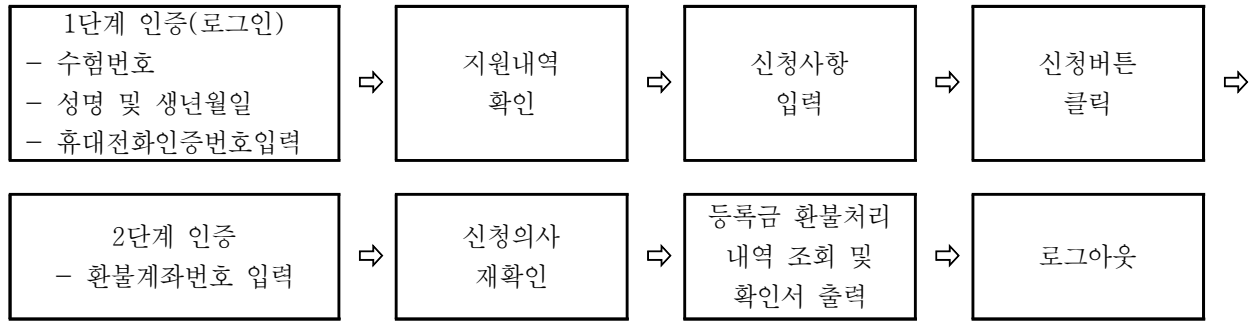 1단계 인증(로그인)
- 수험번호
- 성명 및 생년월일
- 휴대전화인증번호입력
⇨
지원내역
확인
⇨
신청사항
입력
⇨
신청버튼
클릭
⇨
2단계 인증
- 환불계좌번호 입력
⇨
신청의사
재확인
⇨
등록금 환불처리
내역 조회 및
확인서 출력
⇨
로그아웃